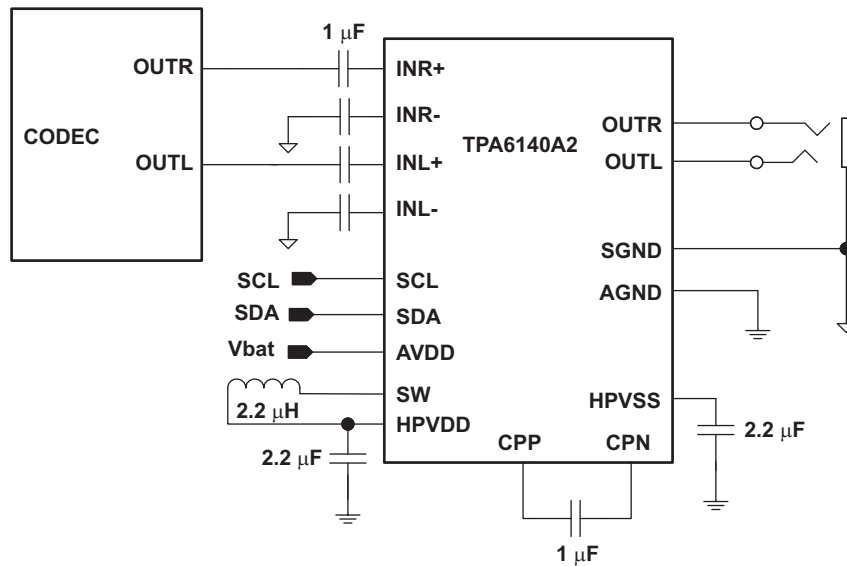 1 μF
OUTR
CODEC
OUTL
INR+
INR-
INL+
INL-
TPA6140A2
OUTR
OUTL
SGND
AGND
SCL
SCL
SDA
SDA
Vbat
AVDD
SW
HPVDD
2.2 μH
2.2 μF
CPP
CPN
HPVSS
2.2 μF
1 μF